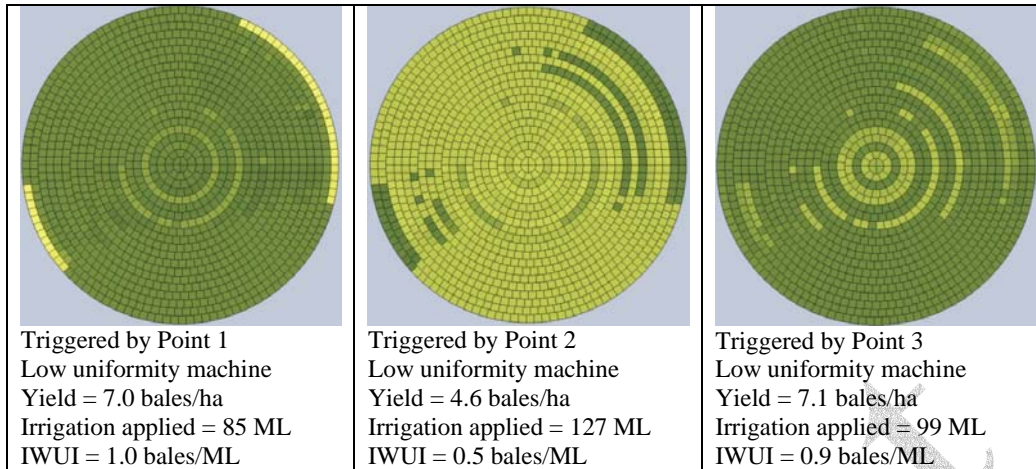 Triggered by Point 1
Low uniformity machine
Yield = 7.0 bales/ha
Irrigation applied = 85 ML
IWUI = 1.0 bales/ML
Triggered by Point 2
Low uniformity machine
Yield = 4.6 bales/ha
Irrigation applied = 127 ML
IWUI = 0.5 bales/ML
Triggered by Point 3
Low uniformity machine
Yield = 7.1 bales/ha
Irrigation applied = 99 ML
IWUI = 0.9 bales/ML